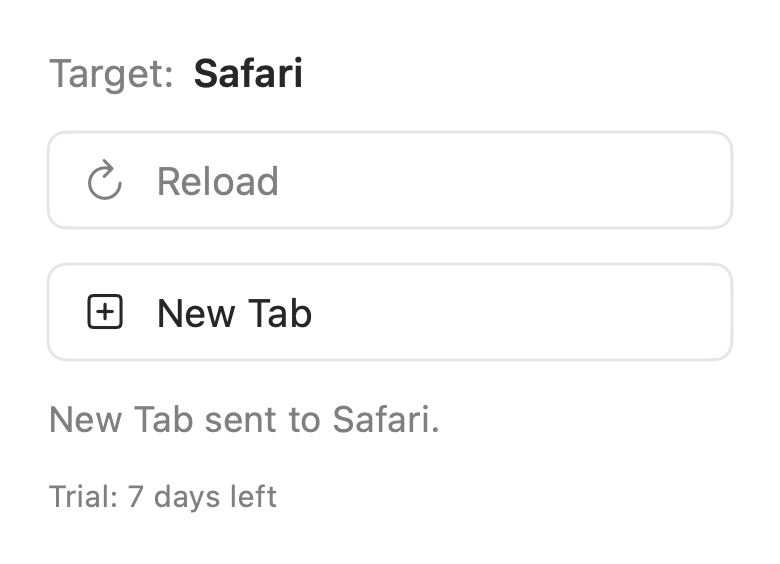 Target: Safari
Reload
New Tab
New Tab sent to Safari.
Trial: 7 days left